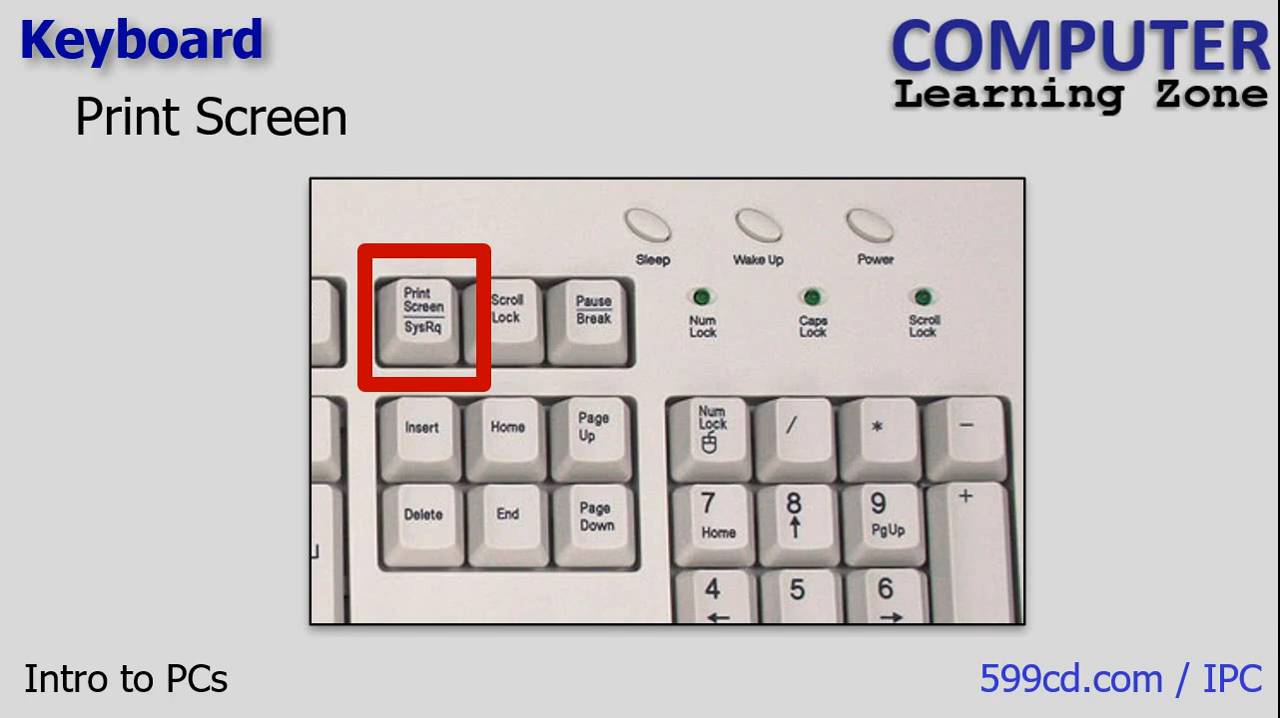 Keyboard
COMPUTER
Learning Zone
Print Screen
Sleep
Wake Up
Power
Print
Screen
SysRq
Scroll
Lock
Pause
Break
Num
Lock
Caps
Lock
Scroll
Lock
Insert
Home
Page
Up
Num
Lock
/
*
-
Delete
End
Page
Down
7
Home
8
↑
9
PgUp
+
4
←
5
6
→
Intro to PCs
599cd.com / IPC